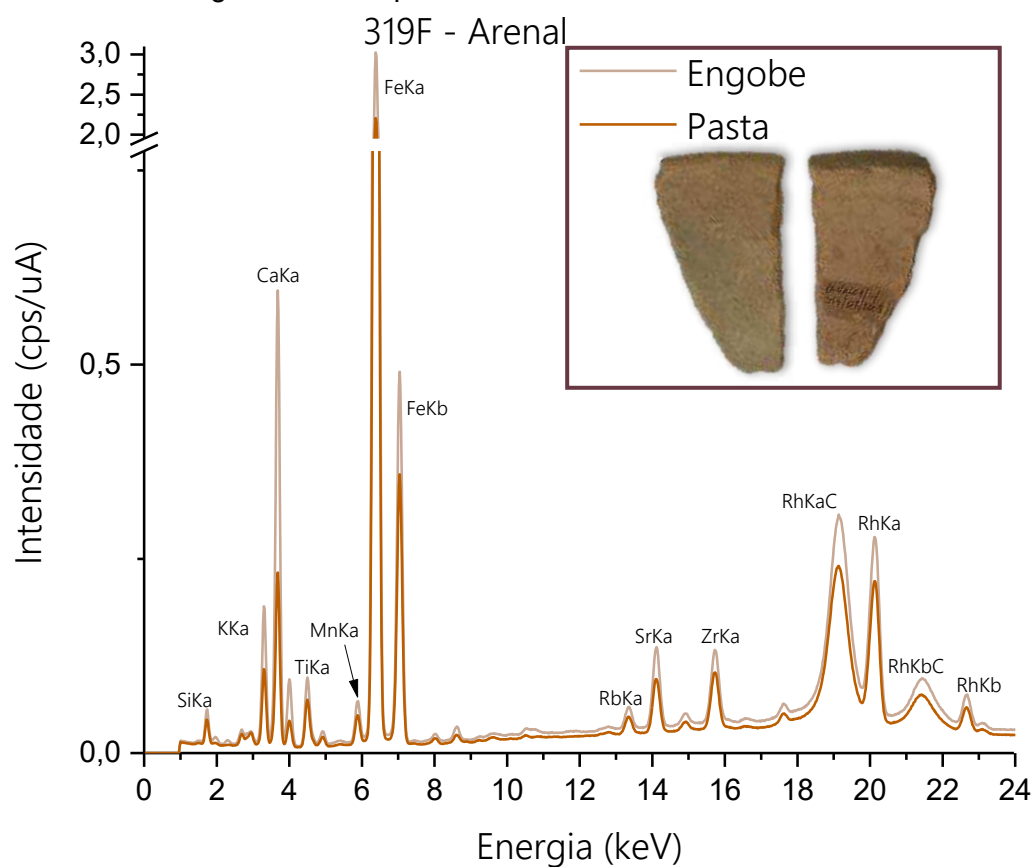 319F - Arenal
Engobe
Pasta
3,0
2,5
2,0
0,5
0,0
Intensidade (cps/uA)
FeKa
CaKa
FeKb
KKa
MnKa
TiKa
SiKa
RbKa
SrKa
ZrKa
RhKaC
RhKa
RhKbC
RhKb
0 2 4 6 8 10 12 14 16 18 20 22 24
Energia (keV)